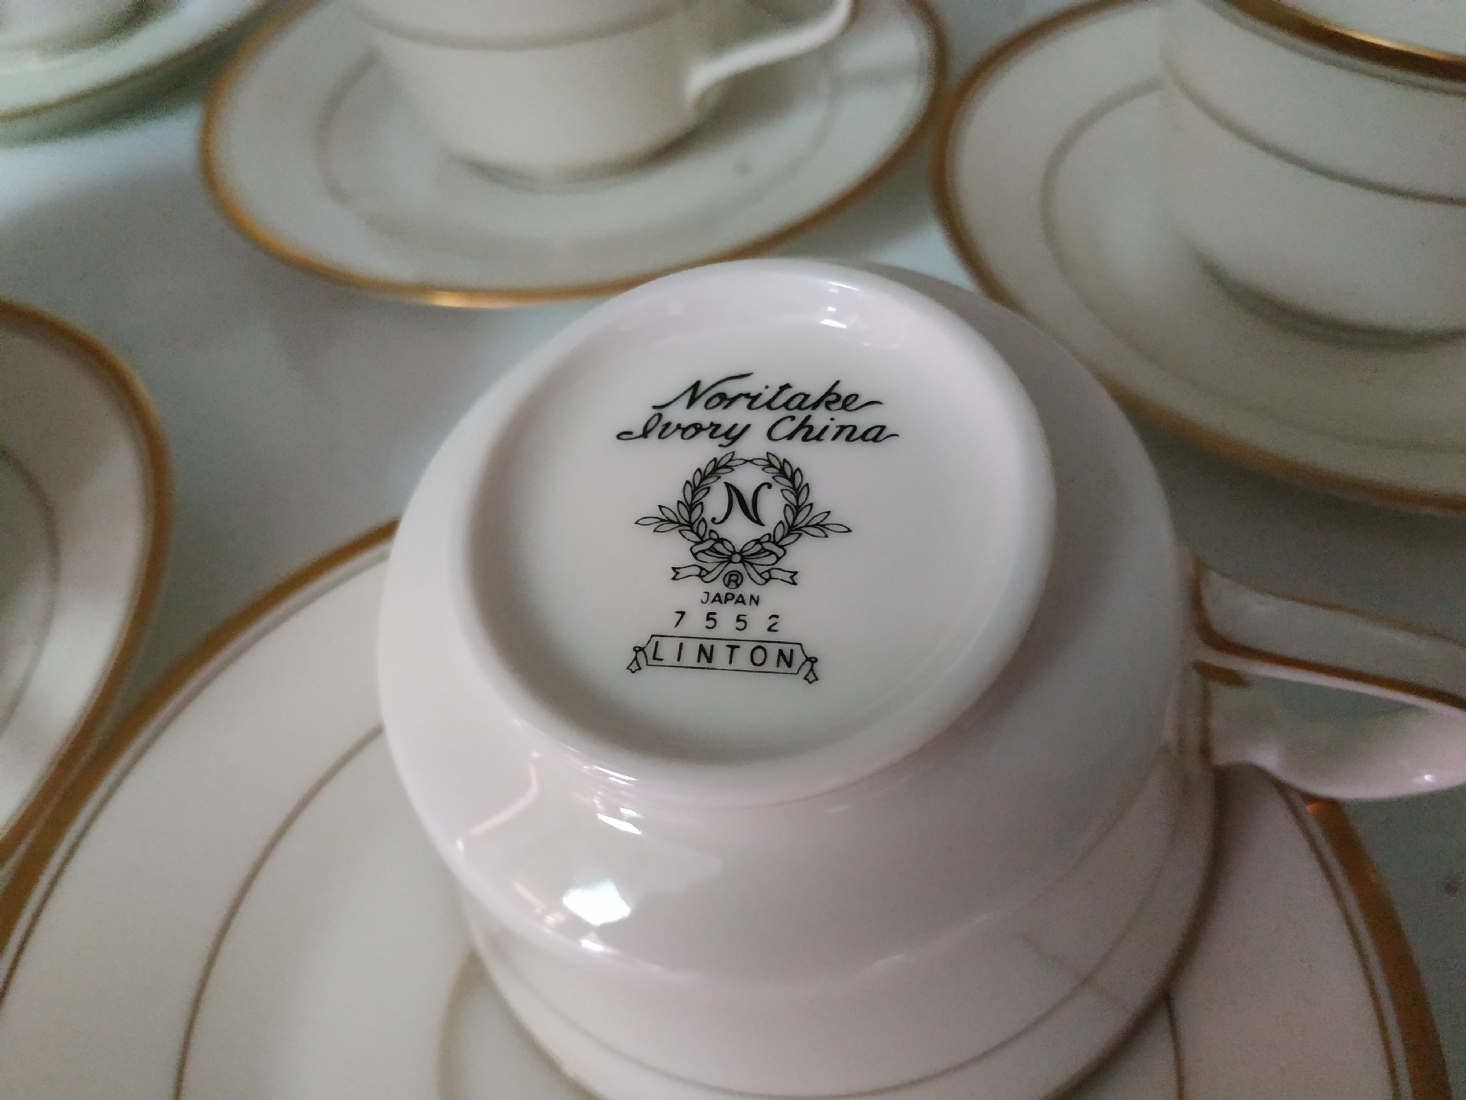 Noritake
Ivory China
N
®
JAPAN
7552
LINTON